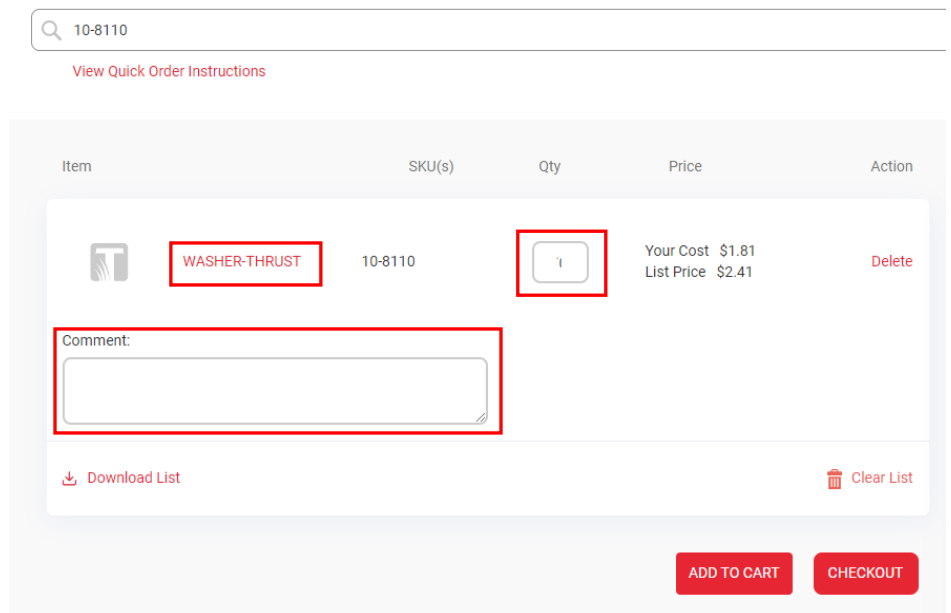 10-8110
View Quick Order Instructions
Item SKU(s) Qty Price Action
WASHER-THRUST 10-8110 Your Cost $1.81 Delete
List Price $2.41
Comment:
Download List Clear List
ADD TO CART CHECKOUT